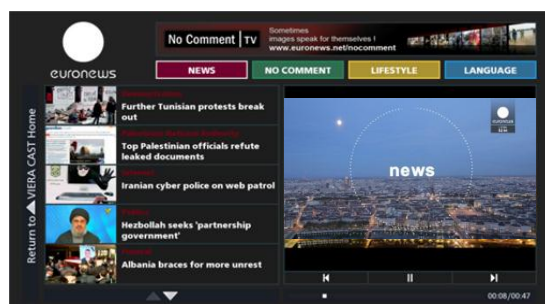 No Comment | TV
Sometimes
images speak for themselves !
www.euronews.net/nocomment
euronews
NEWS
NO COMMENT
LIFESTYLE
LANGUAGE
Return to VIERA CAST Home
Further Tunisian protests break
out
Palestinian National Authority
Top Palestinian officials refute
leaked documents
Internet
Iranian cyber police on web patrol
Politics
Hezbollah seeks 'partnership
government'
Albania braces for more unrest
news
euronews
00:08/00:47